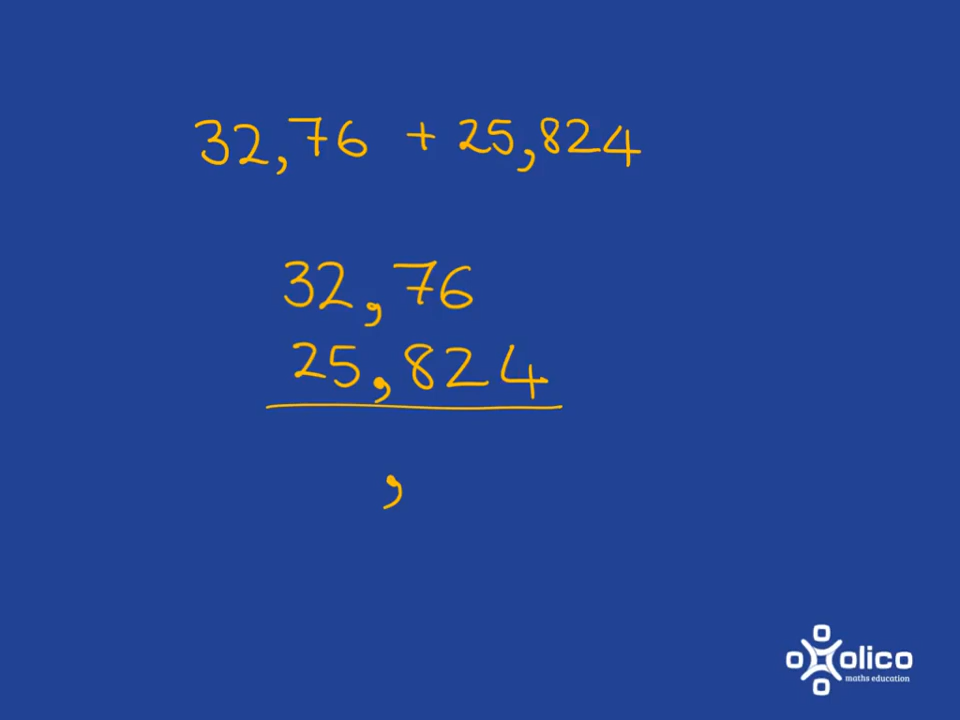 32,76 + 25,824
32,76
25,824
,
olico
maths education